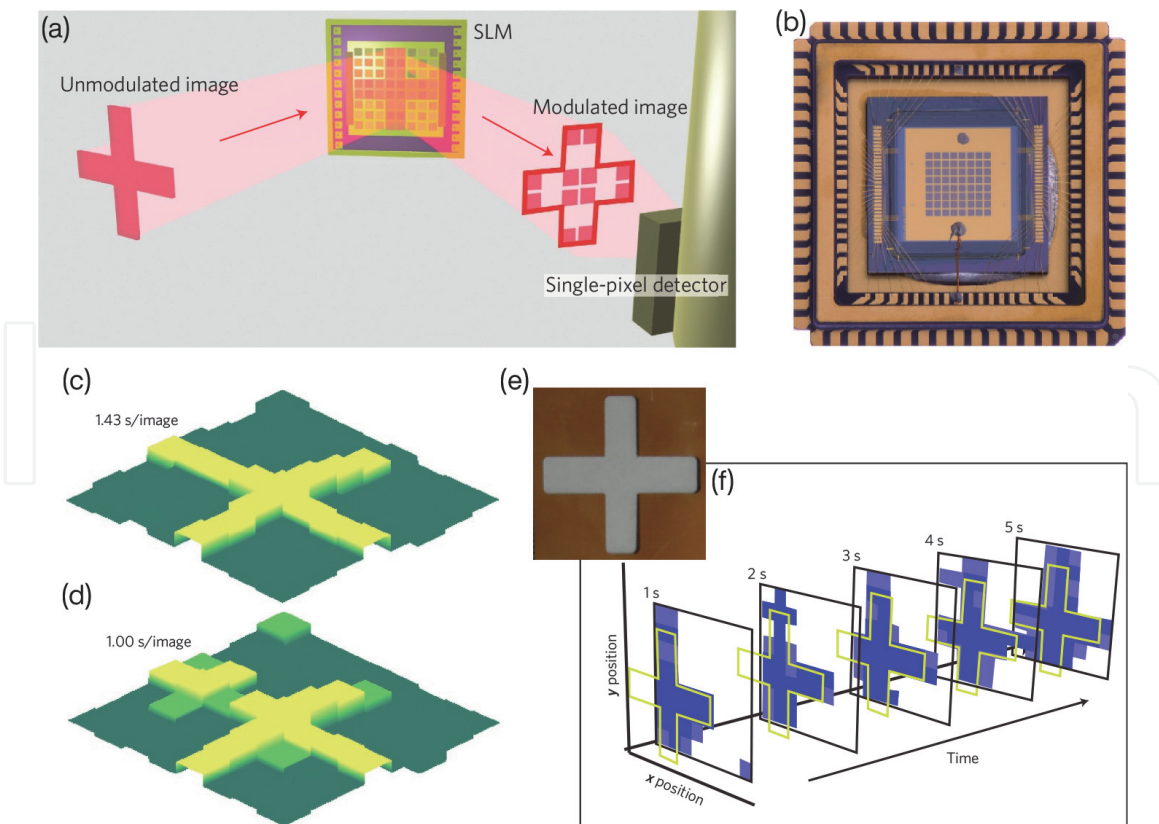 (a)
SLM
Unmodulated image
Modulated image
Single-pixel detector
(b)
(c)
1.43 s/image
(d)
1.00 s/image
(e)
(f)
1 s
2 s
3 s
4 s
5 s
y position
x position
Time